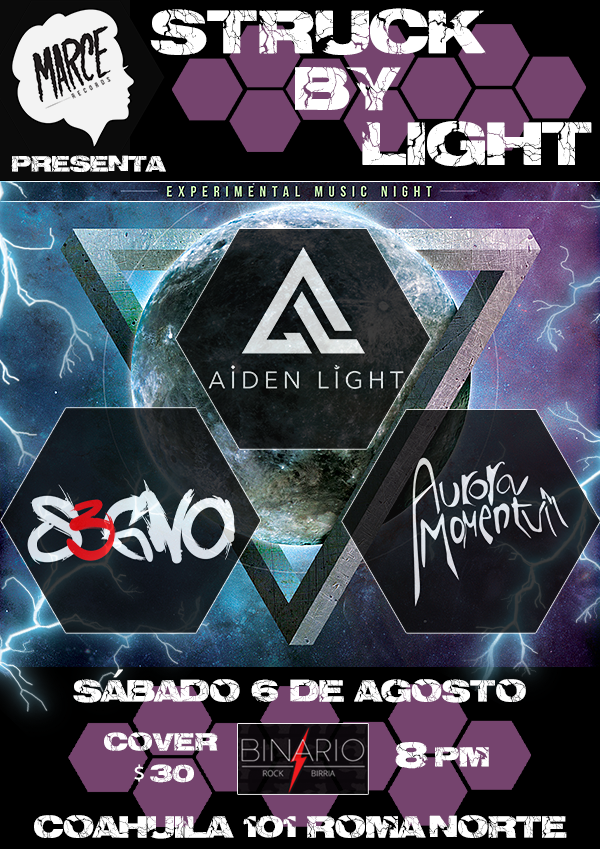 MARCE
RECORDS
PRESENTA
STRUCK
BY
LIGHT
EXPERIMENTAL MUSIC NIGHT
AIDEN LIGHT
Aurora
Momentum
SÁBADO 6 DE AGOSTO
COVER
$30
BINARIO
ROCK BIRRIA
8 PM
COAHUILA 101 ROMA NORTE